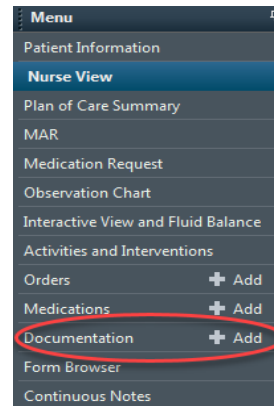 Menu
Patient Information
Nurse View
Plan of Care Summary
MAR
Medication Request
Observation Chart
Interactive View and Fluid Balance
Activities and Interventions
Orders + Add
Medications + Add
Documentation + Add
Form Browser
Continuous Notes